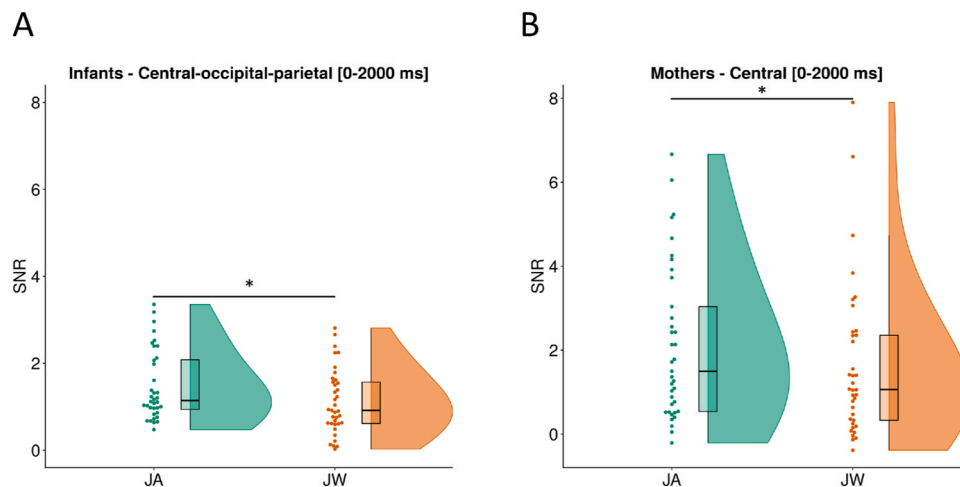 A
Infants - Central-occipital-parietal [0-2000 ms]
8
6
4
2
0
SNR
*
JA
JW
B
Mothers - Central [0-2000 ms]
8
6
4
2
0
SNR
*
JA
JW